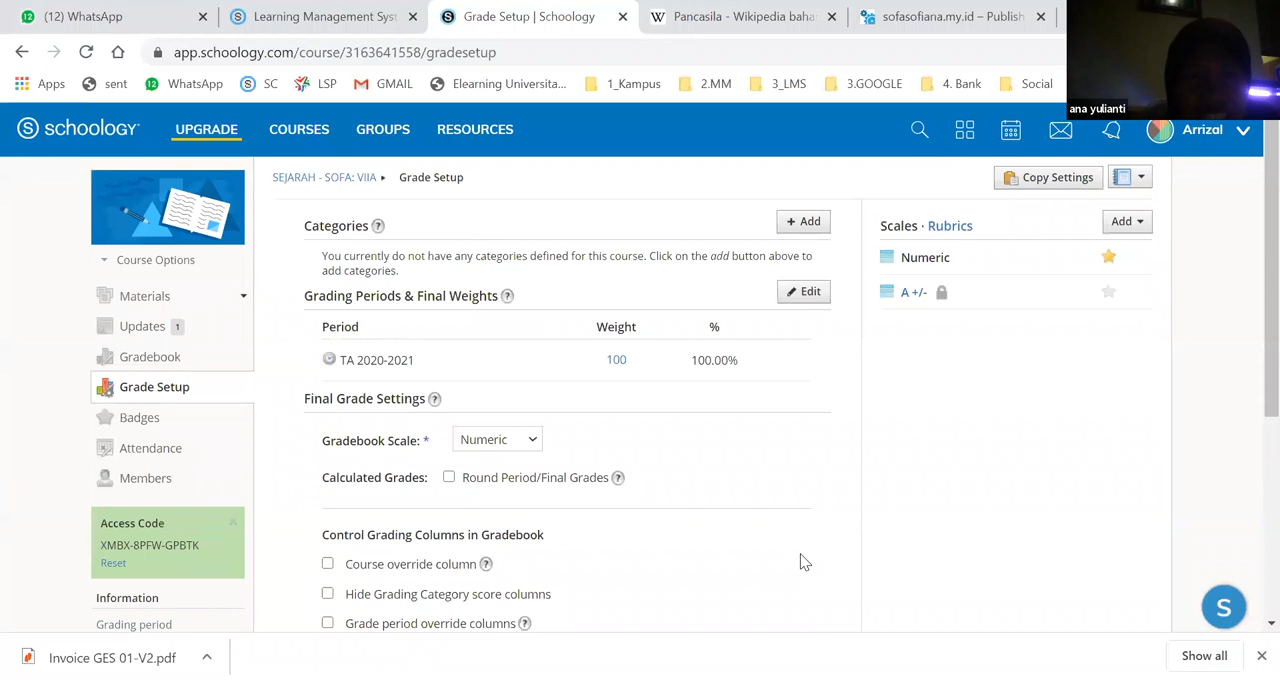 (12) WhatsApp
Learning Management Syst
Grade Setup | Schoology
Pancasila - Wikipedia baha
sofasofiana.my.id – Publish
app.schoology.com/course/3163641558/gradesetup
Apps
sent
WhatsApp
SC
LSP
GMAIL
Elearning Universita...
1_Kampus
2.MM
3_LMS
3.GOOGLE
4. Bank
Social
ana yulianti
schoology
UPGRADE
COURSES
GROUPS
RESOURCES
Arrizal
SEJARAH - SOFA: VIIA
Grade Setup
Copy Settings
Course Options
Materials
Updates 1
Gradebook
Grade Setup
Badges
Attendance
Members
Access Code
XMBX-8PFW-GPBTK
Reset
Information
Grading period
Categories ?
+ Add
You currently do not have any categories defined for this course. Click on the add button above to
add categories.
Grading Periods & Final Weights ?
Edit
Period Weight %
TA 2020-2021 100 100.00%
Final Grade Settings ?
Gradebook Scale: * Numeric
Calculated Grades: Round Period/Final Grades ?
Control Grading Columns in Gradebook
Course override column ?
Hide Grading Category score columns
Grade period override columns ?
Scales · Rubrics
Add
Numeric
A +/-
S
Invoice GES 01-V2.pdf
Show all